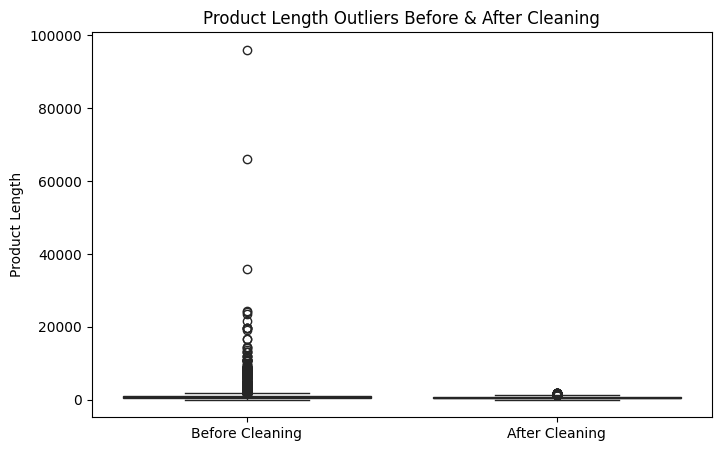 Product Length Outliers Before & After Cleaning
Product Length
100000
80000
60000
40000
20000
0
Before Cleaning
After Cleaning